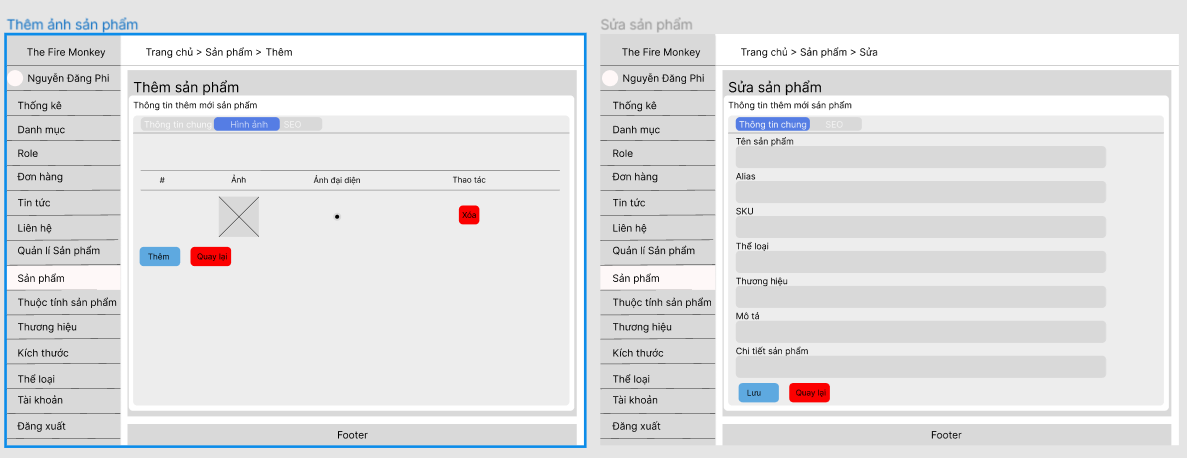 Thêm ảnh sản phẩm
The Fire Monkey
Trang chủ > Sản phẩm > Thêm
Nguyễn Đăng Phi
Thống kê
Danh mục
Role
Đơn hàng
Tin tức
Liên hệ
Quản lí Sản phẩm
Sản phẩm
Thuộc tính sản phẩm
Thương hiệu
Kích thước
Thể loại
Tài khoản
Đăng xuất
Thêm sản phẩm
Thông tin thêm mới sản phẩm
Thông tin chung Hình ảnh SEO
# Ảnh Ảnh đại diện Thao tác
Xóa
Thêm Quay lại
Footer
Sửa sản phẩm
The Fire Monkey
Trang chủ > Sản phẩm > Sửa
Nguyễn Đăng Phi
Thống kê
Danh mục
Role
Đơn hàng
Tin tức
Liên hệ
Quản lí Sản phẩm
Sản phẩm
Thuộc tính sản phẩm
Thương hiệu
Kích thước
Thể loại
Tài khoản
Đăng xuất
Sửa sản phẩm
Thông tin thêm mới sản phẩm
Thông tin chung SEO
Tên sản phẩm
Alias
SKU
Thể loại
Thương hiệu
Mô tả
Chi tiết sản phẩm
Lưu Quay lại
Footer